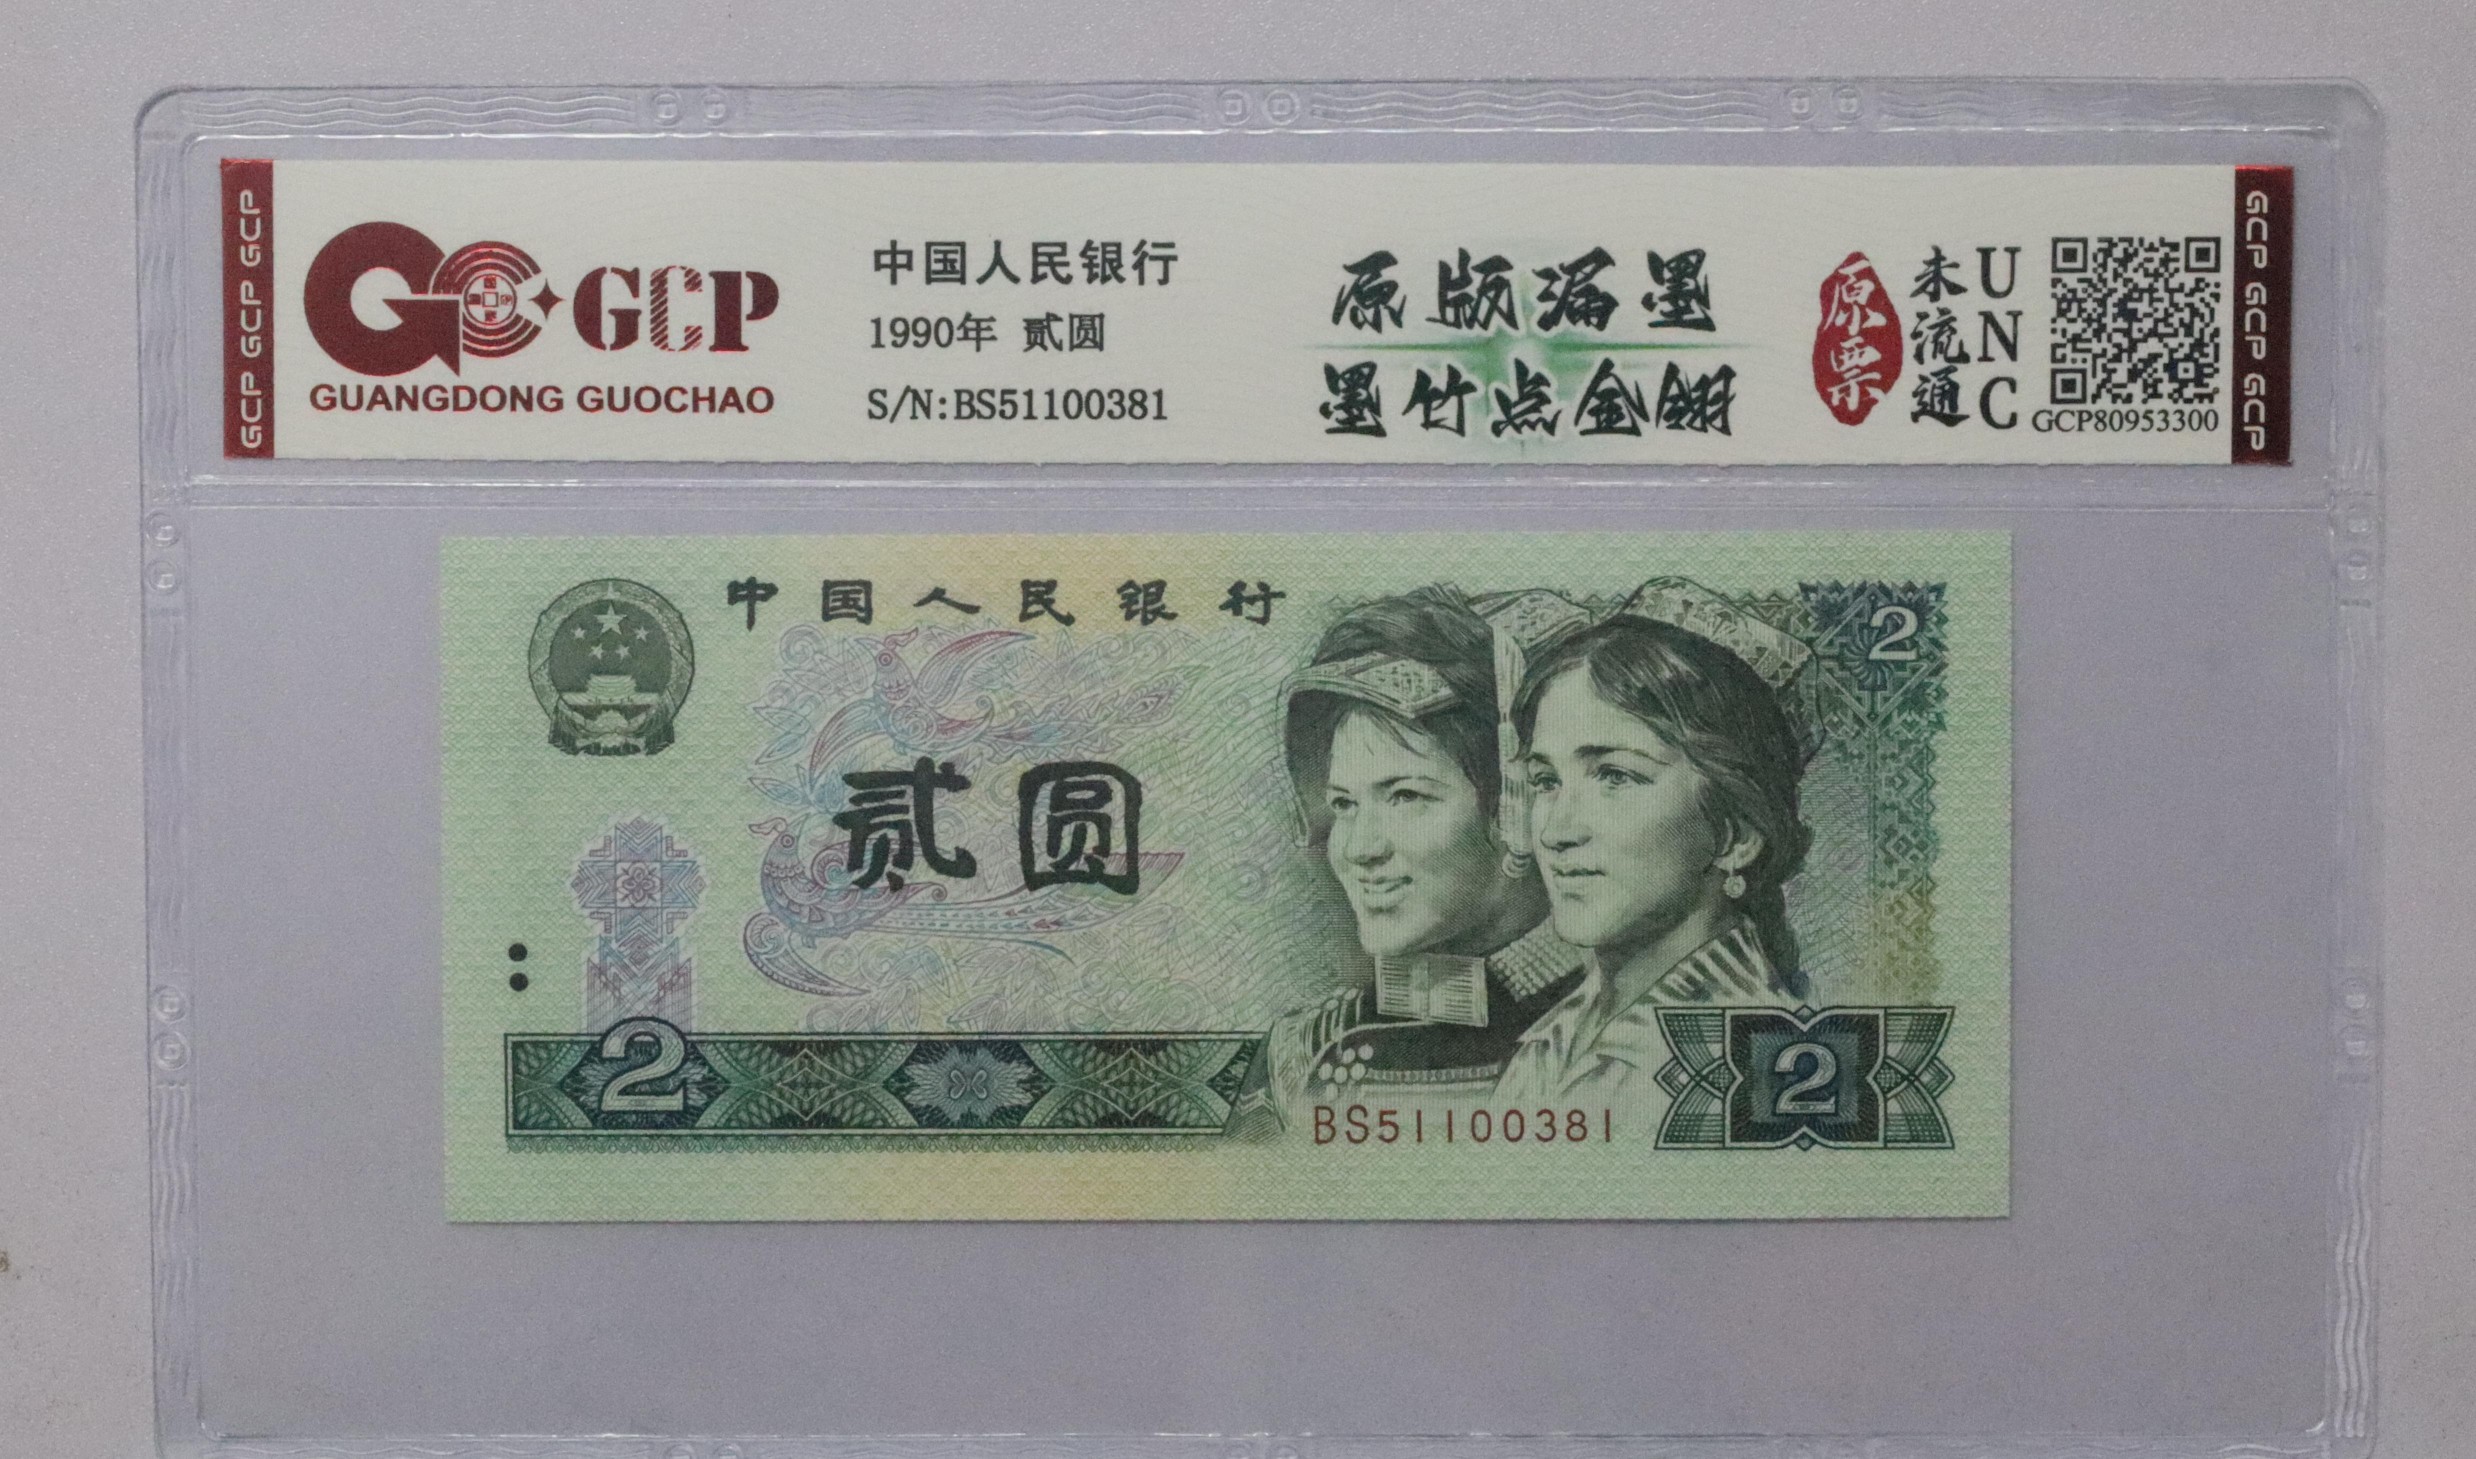 GCP GCP GCP
GCP
GUANGDONG GUOCHAO
中国人民银行
1990年 贰圆
S/N:BS51100381
原版漏墨
墨竹点金翎
原票
未流通
UNC
GCP80953300
GCP GCP GCP GCP
中国人民银行
2
贰圆
2
BS51100381
2